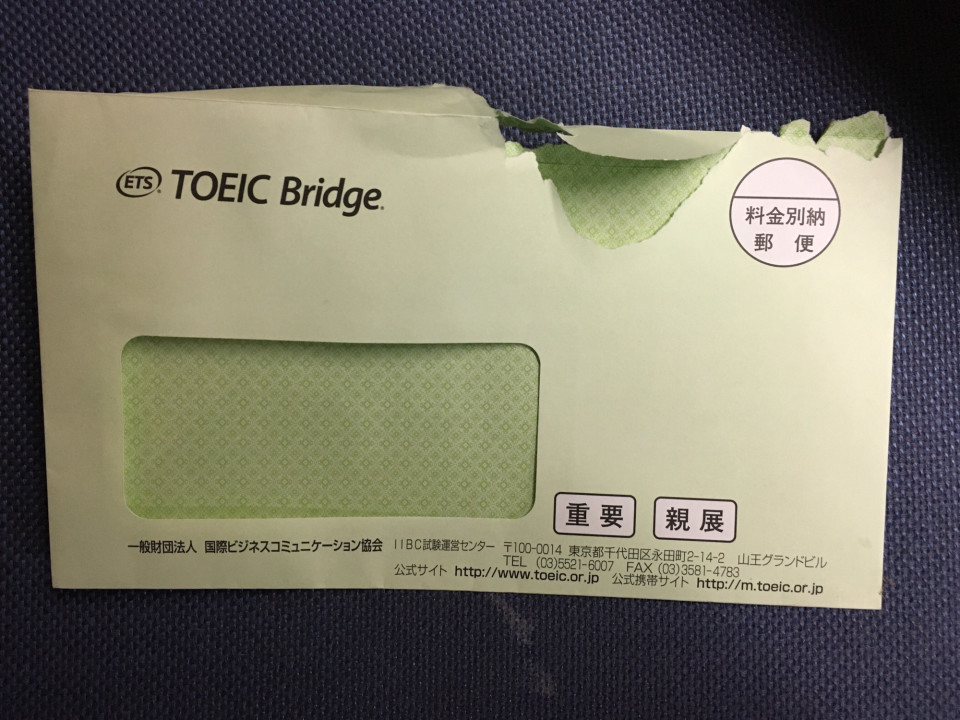 ETS® TOEIC Bridge®
料金別納
郵 便
重要 親展
一般財団法人 国際ビジネスコミュニケーション協会 IIBC試験運営センター 〒100-0014 東京都千代田区永田町2-14-2 山王グランドビル
TEL (03)5521-6007 FAX (03)3581-4783
公式サイト http://www.toeic.or.jp 公式携帯サイト http://m.toeic.or.jp